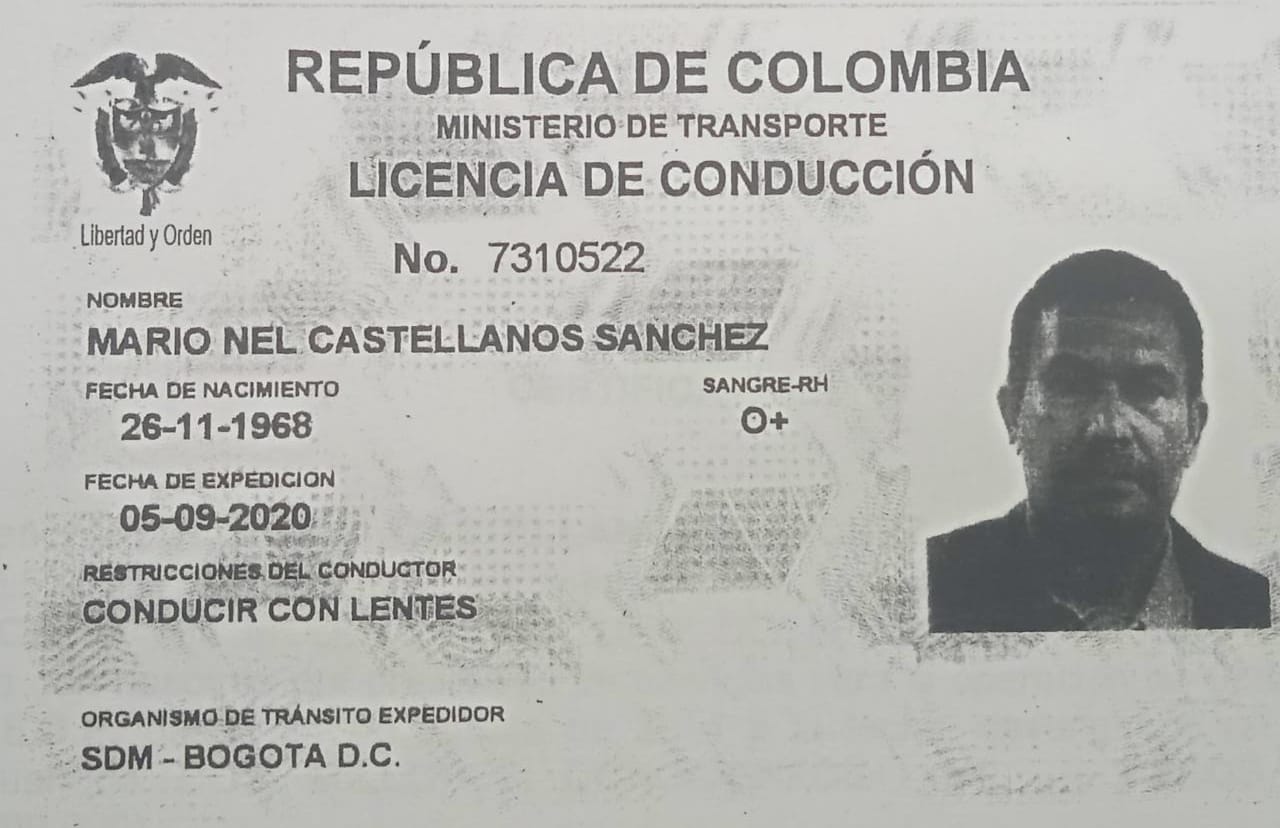 REPÚBLICA DE COLOMBIA
MINISTERIO DE TRANSPORTE
LICENCIA DE CONDUCCIÓN
Libertad y Orden
No. 7310522
NOMBRE
MARIO NEL CASTELLANOS SANCHEZ
FECHA DE NACIMIENTO
26-11-1968
SANGRE-RH
O+
FECHA DE EXPEDICION
05-09-2020
RESTRICCIONES DEL CONDUCTOR
CONDUCIR CON LENTES
ORGANISMO DE TRÁNSITO EXPEDIDOR
SDM - BOGOTA D.C.